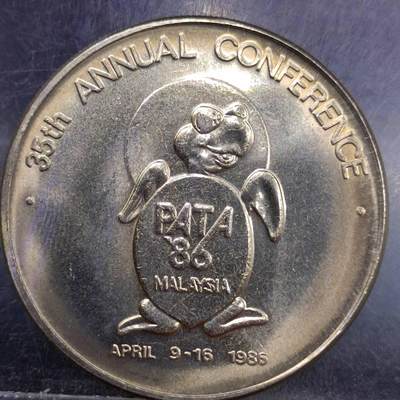 35th ANNUAL CONFERENCE
PATA
'86
MALAYSIA
APRIL 9-16 1986